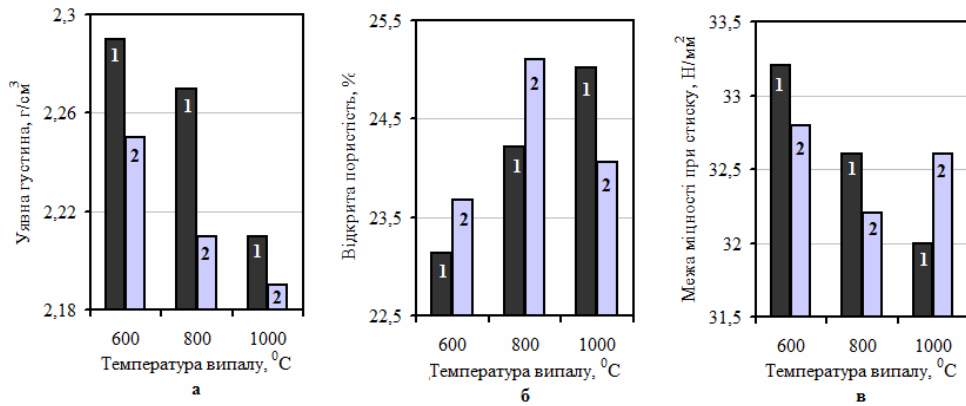 Уявна густина, г/см³
2,3
2,26
2,22
2,18
1
2
1
2
1
2
600 800 1000
Температура випалу, ⁰С
а
Відкрита пористість, %
25,5
24,5
23,5
22,5
1
2
1
2
1
2
600 800 1000
Температура випалу, ⁰С
б
Межа міцності при стиску, Н/мм²
33,5
33
32,5
32
31,5
1
2
1
2
1
2
600 800 1000
Температура випалу, ⁰С
в